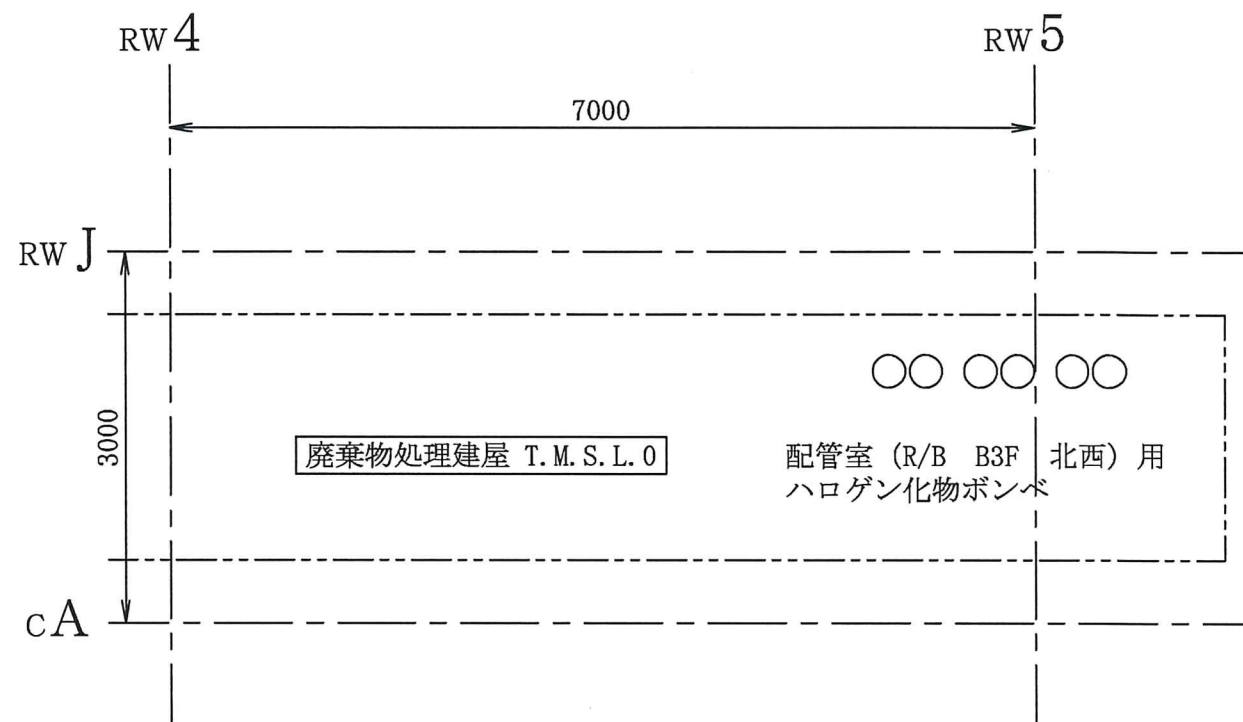 RW4
RW5
7000
RW J
3000
廃棄物処理建屋 T.M.S.L.0
配管室（R/B B3F 北西）用
ハロゲン化物ボンベ
CA